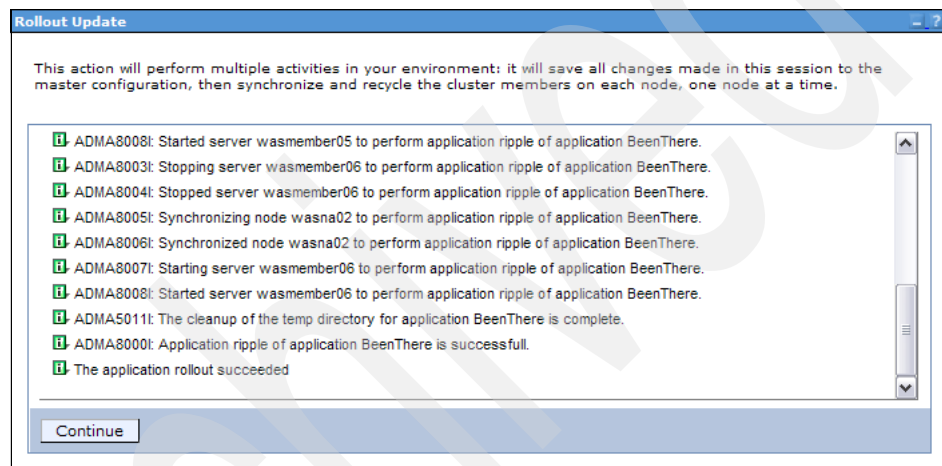 Rollout Update
This action will perform multiple activities in your environment: it will save all changes made in this session to the
master configuration, then synchronize and recycle the cluster members on each node, one node at a time.
ADMA8008I: Started server wasmember05 to perform application ripple of application BeenThere.
ADMA8003I: Stopping server wasmember06 to perform application ripple of application BeenThere.
ADMA8004I: Stopped server wasmember06 to perform application ripple of application BeenThere.
ADMA8005I: Synchronizing node wasna02 to perform application ripple of application BeenThere.
ADMA8006I: Synchronized node wasna02 to perform application ripple of application BeenThere.
ADMA8007I: Starting server wasmember06 to perform application ripple of application BeenThere.
ADMA8008I: Started server wasmember06 to perform application ripple of application BeenThere.
ADMA5011I: The cleanup of the temp directory for application BeenThere is complete.
ADMA8000I: Application ripple of application BeenThere is successfull.
The application rollout succeeded
Continue